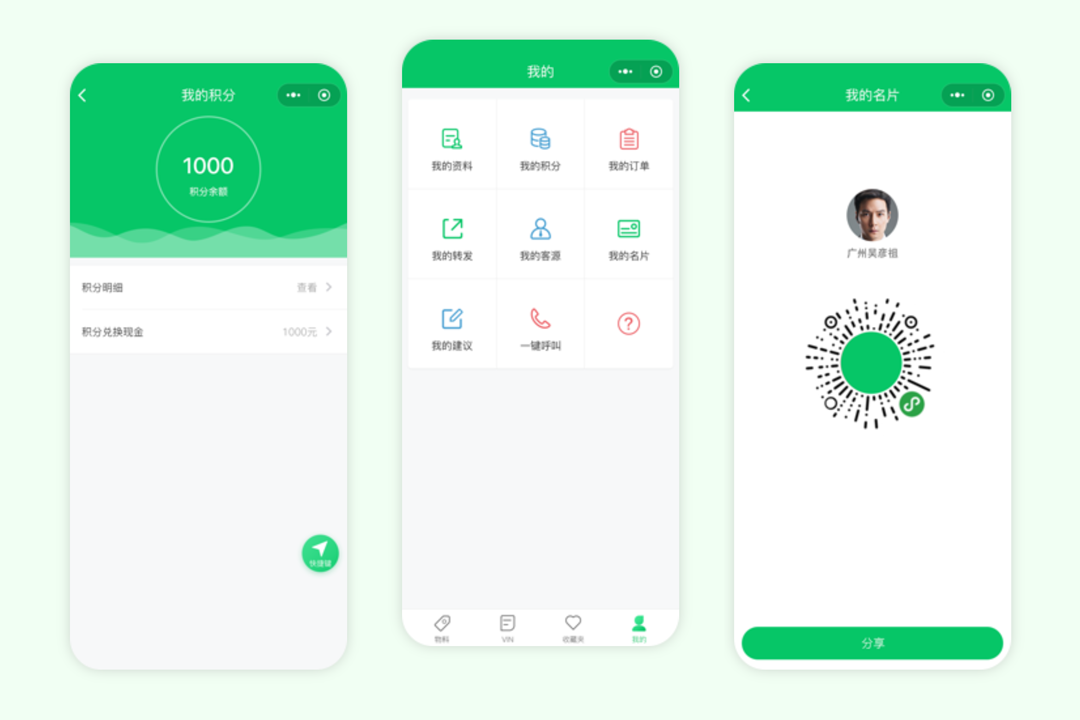 我的积分
1000
积分余额
积分明细 查看
积分兑换现金 1000元
快捷键
我的
我的资料 我的积分 我的订单
我的转发 我的客源 我的名片
我的建议 一键呼叫
物料 VIN 收藏夹 我的
我的名片
广州吴彦祖
分享